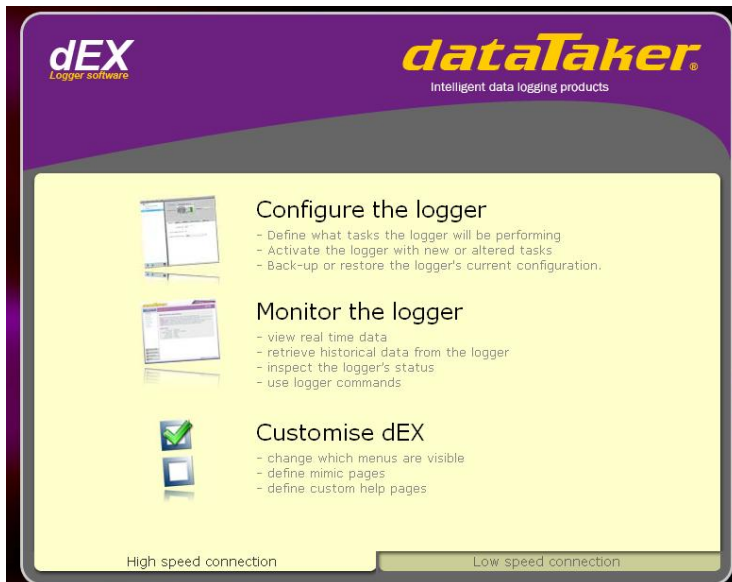 dEX
Logger software
dataTaker®
Intelligent data logging products
Configure the logger
- Define what tasks the logger will be performing
- Activate the logger with new or altered tasks
- Back-up or restore the logger's current configuration.
Monitor the logger
- view real time data
- retrieve historical data from the logger
- inspect the logger's status
- use logger commands
Customise dEX
- change which menus are visible
- define mimic pages
- define custom help pages
High speed connection
Low speed connection